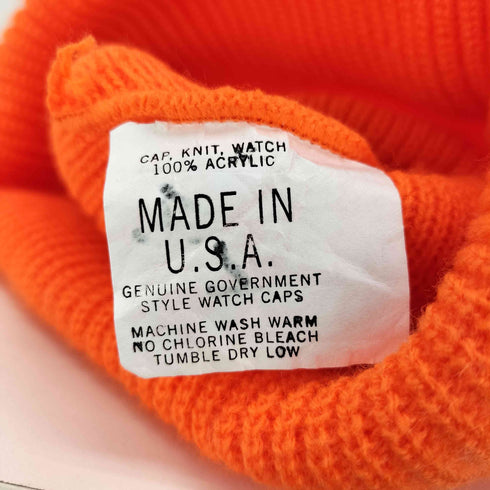 CAP, KNIT, WATCH
100% ACRYLIC
MADE IN
U.S.A.
GENUINE GOVERNMENT
STYLE WATCH CAPS
MACHINE WASH WARM
NO CHLORINE BLEACH
TUMBLE DRY LOW